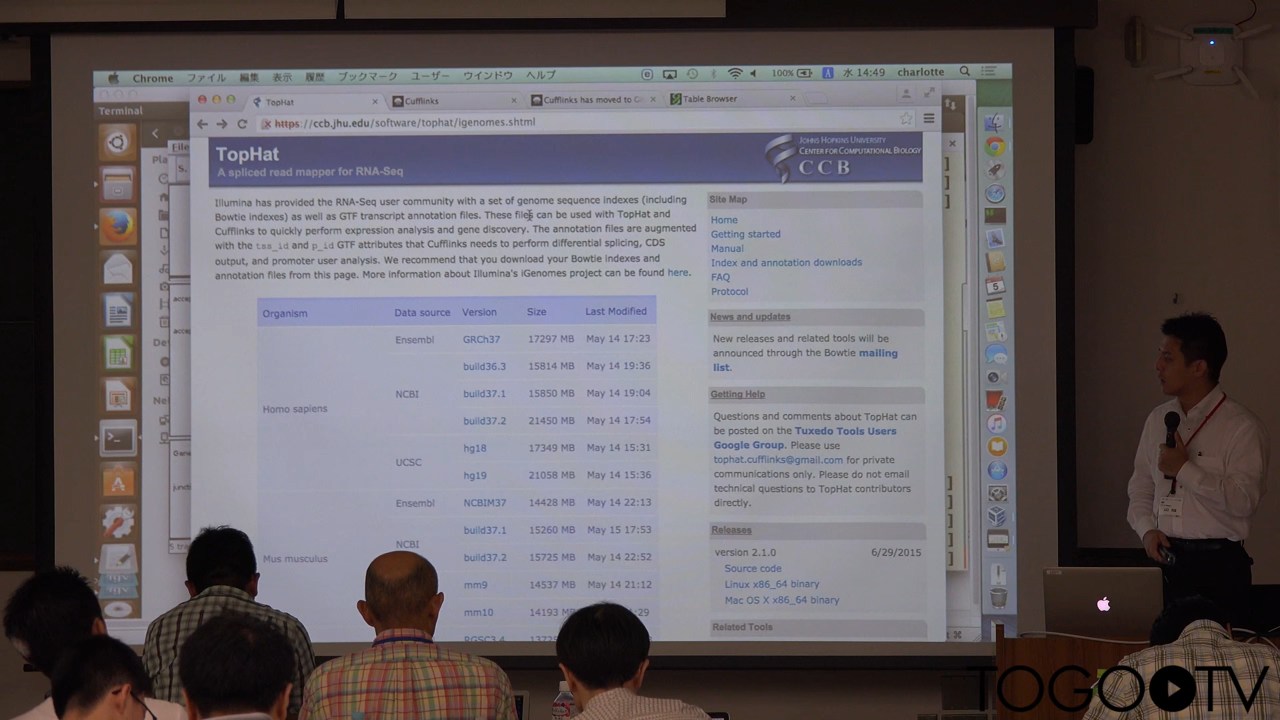 Chrome ファイル 編集 表示 履歴 ブックマーク ユーザー ウインドウ ヘルプ 100% 水 14:49 charlotte
Terminal
TopHat
Cufflinks
Cufflinks has moved to G
Table Browser
https://ccb.jhu.edu/software/tophat/igenomes.shtml
File
TopHat
A spliced read mapper for RNA-Seq
JOHNS HOPKINS UNIVERSITY
CENTER FOR COMPUTATIONAL BIOLOGY
CCB
Illumina has provided the RNA-Seq user community with a set of genome sequence indexes (including
Bowtie indexes) as well as GTF transcript annotation files. These files can be used with TopHat and
Cufflinks to quickly perform expression analysis and gene discovery. The annotation files are augmented
with the tss_id and p_id GTF attributes that Cufflinks needs to perform differential splicing, CDS
output, and promoter user analysis. We recommend that you download your Bowtie indexes and
annotation files from this page. More information about Illumina's iGenomes project can be found here.
Organism Data source Version Size Last Modified
Ensembl GRCh37 17297 MB May 14 17:23
build36.3 15814 MB May 14 19:36
NCBI build37.1 15850 MB May 14 19:04
Homo sapiens
build37.2 21450 MB May 14 17:54
hg18 17349 MB May 14 15:31
UCSC
hg19 21058 MB May 14 15:36
Ensembl NCBIM37 14428 MB May 14 22:13
build37.1 15260 MB May 15 17:53
NCBI
build37.2 15725 MB May 14 22:52
Mus musculus
mm9 14537 MB May 14 21:12
mm10 14193 MB
RGSC3.4
Site Map
Home
Getting started
Manual
Index and annotation downloads
FAQ
Protocol
News and updates
New releases and related tools will be
announced through the Bowtie mailing
list.
Getting Help
Questions and comments about TopHat can
be posted on the Tuxedo Tools Users
Google Group. Please use
tophat.cufflinks@gmail.com for private
communications only. Please do not email
technical questions to TopHat contributors
directly.
Releases
version 2.1.0 6/29/2015
Source code
Linux x86_64 binary
Mac OS X x86_64 binary
Related Tools
TOGO TV